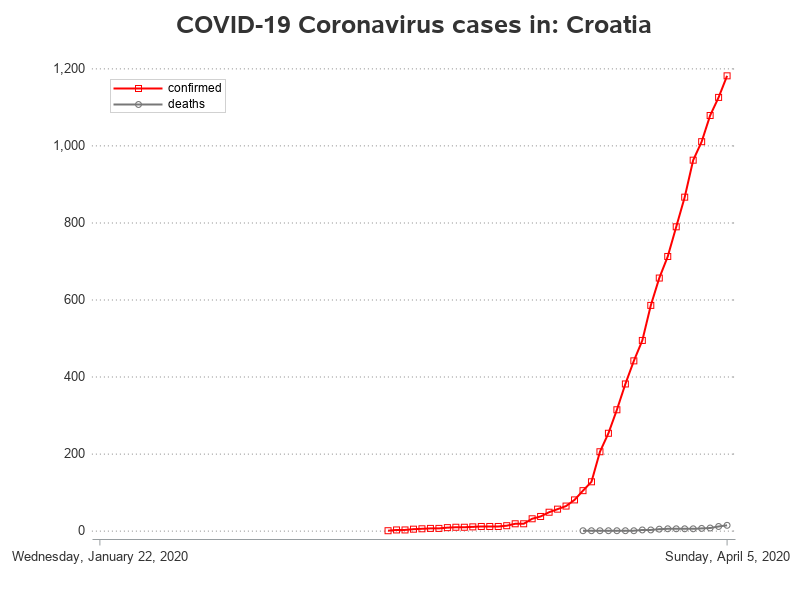 COVID-19 Coronavirus cases in: Croatia
confirmed
deaths
1,200
1,000
800
600
400
200
0
Wednesday, January 22, 2020
Sunday, April 5, 2020